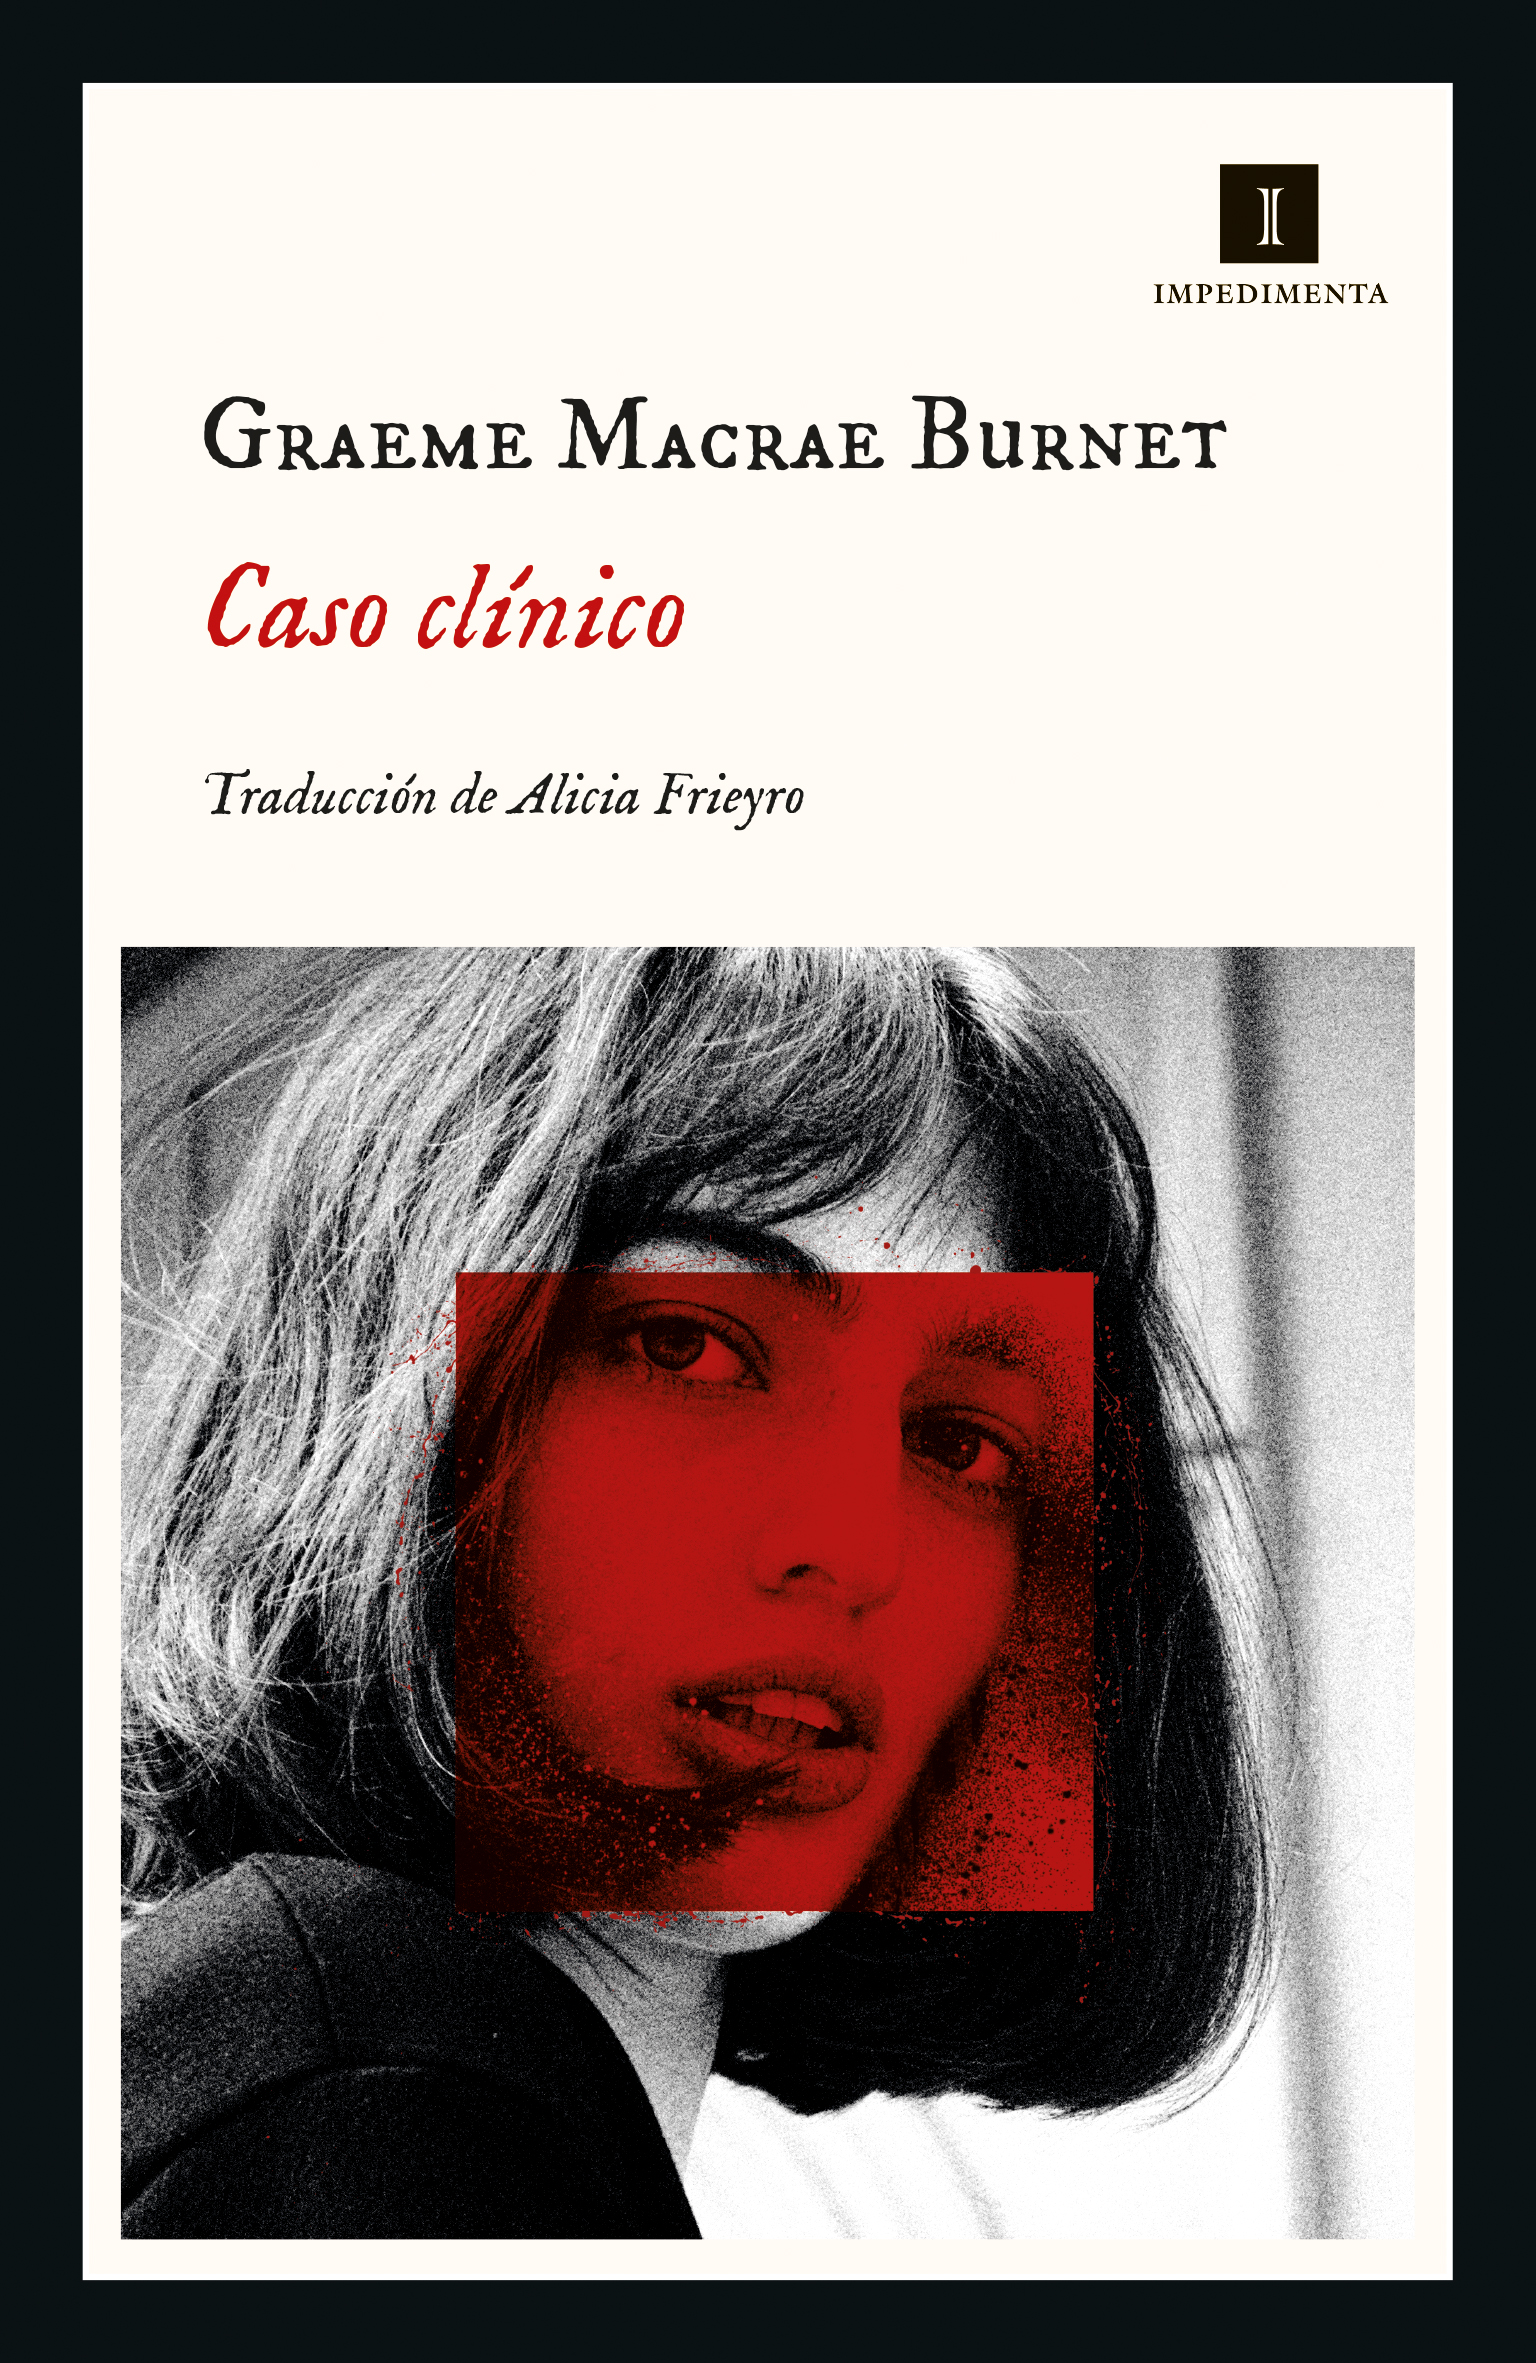 I
IMPEDIMENTA
Graeme Macrae Burnet
Caso clínico
Traducción de Alicia Frieyro